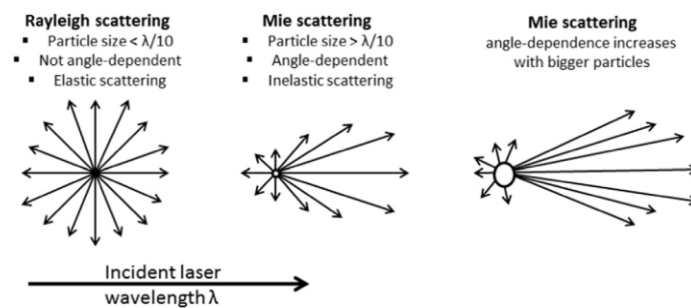 Rayleigh scattering
▪ Particle size < λ/10
▪ Not angle-dependent
▪ Elastic scattering
Mie scattering
▪ Particle size > λ/10
▪ Angle-dependent
▪ Inelastic scattering
Mie scattering
angle-dependence increases
with bigger particles
Incident laser
wavelength λ